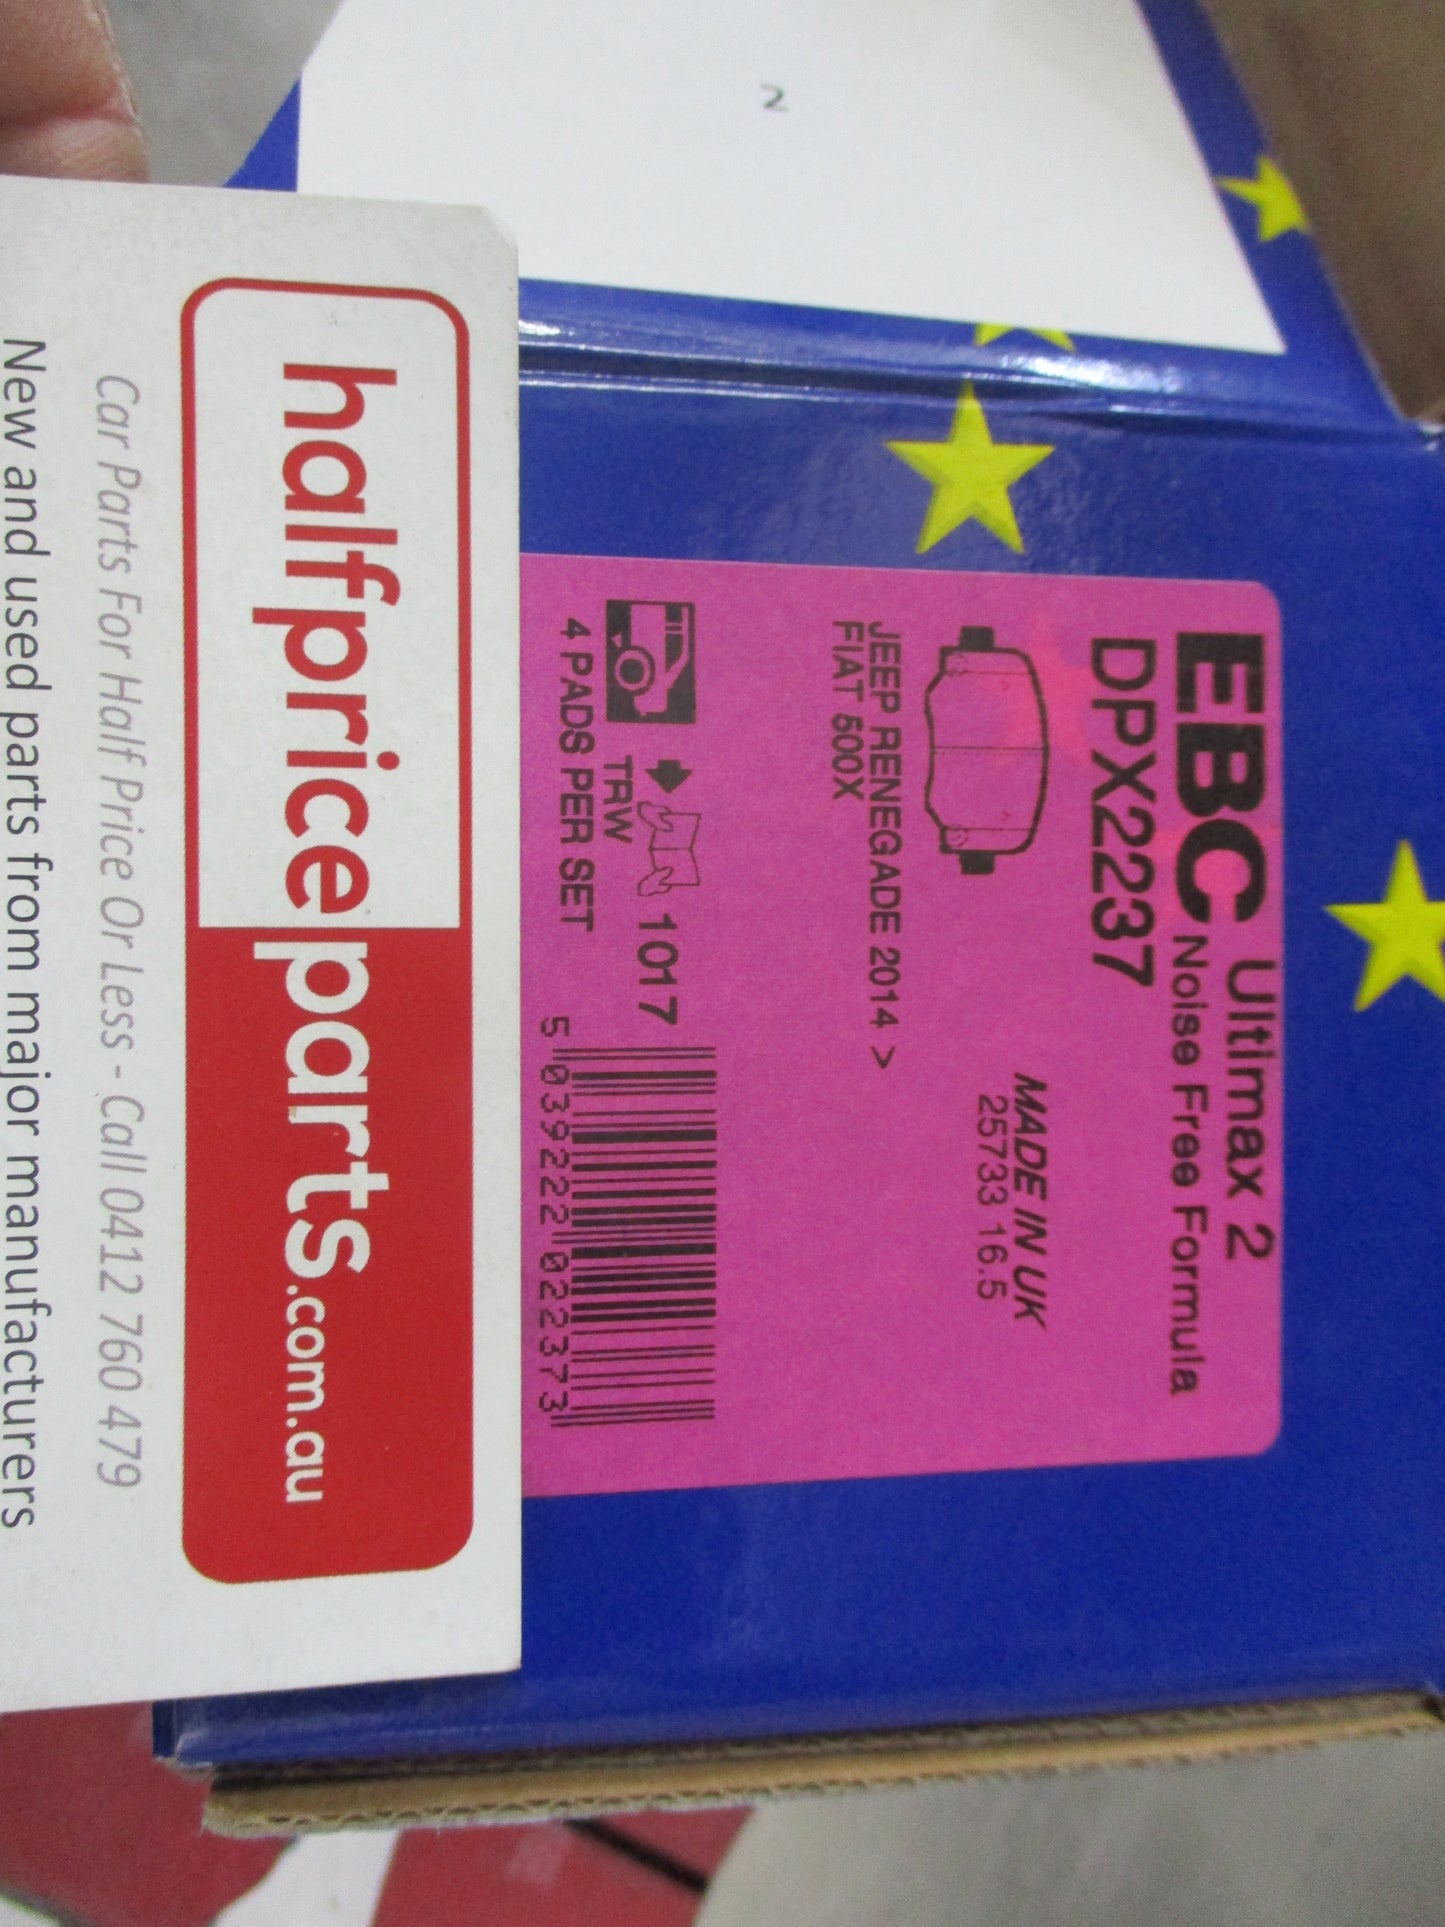 2
EBC Ultimax 2
Noise Free Formula
DPX2237
MADE IN UK
25733 16.5
JEEP RENEGADE 2014 >
FIAT 500X
1017
TRW
4 PADS PER SET
5 039222 022373
halfpriceparts.com.au
Car Parts For Half Price Or Less - Call 0412 760 479
New and used parts from major manufacturers